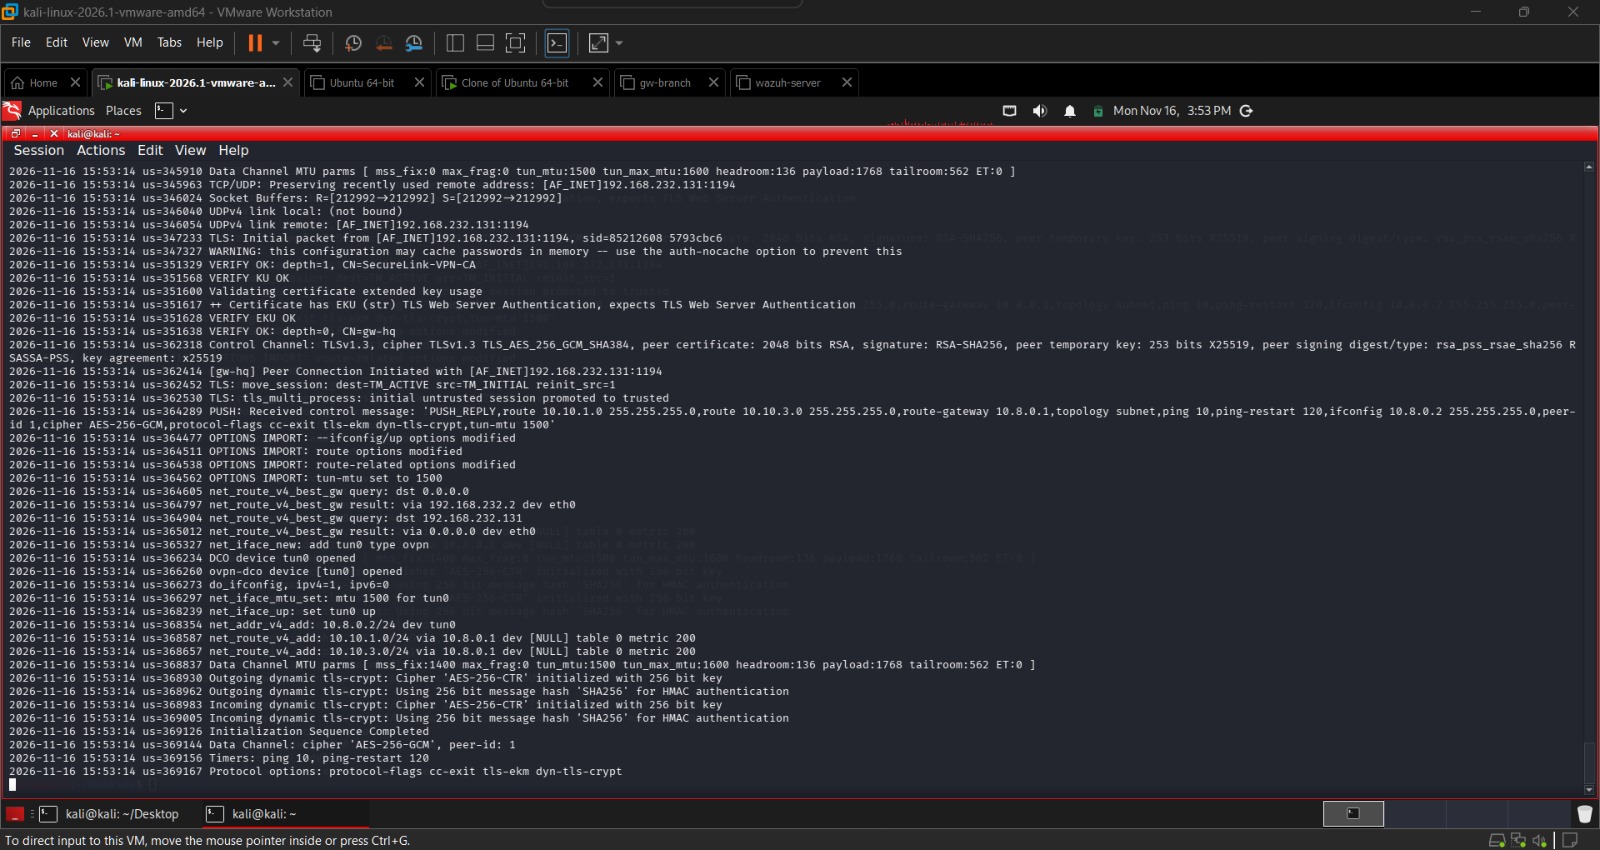 kali-linux-2026.1-vmware-amd64 - VMware Workstation
File Edit View VM Tabs Help
Home kali-linux-2026.1-vmware-a... Ubuntu 64-bit Clone of Ubuntu 64-bit gw-branch wazuh-server
Applications Places Mon Nov 16, 3:53 PM
kali@kali: ~
Session Actions Edit View Help
2026-11-16 15:53:14 us=345910 Data Channel MTU parms [ mss_fix:0 max_frag:0 tun_mtu:1500 tun_max_mtu:1600 headroom:136 payload:1768 tailroom:562 ET:0 ]
2026-11-16 15:53:14 us=345963 TCP/UDP: Preserving recently used remote address: [AF_INET]192.168.232.131:1194
2026-11-16 15:53:14 us=346024 Socket Buffers: R=[212992→212992] S=[212992→212992]
2026-11-16 15:53:14 us=346040 UDPv4 link local: (not bound)
2026-11-16 15:53:14 us=346054 UDPv4 link remote: [AF_INET]192.168.232.131:1194
2026-11-16 15:53:14 us=347233 TLS: Initial packet from [AF_INET]192.168.232.131:1194, sid=85212608 5793cbc6
2026-11-16 15:53:14 us=347327 WARNING: this configuration may cache passwords in memory -- use the auth-nocache option to prevent this
2026-11-16 15:53:14 us=351329 VERIFY OK: depth=1, CN=SecureLink-VPN-CA
2026-11-16 15:53:14 us=351568 VERIFY KU OK
2026-11-16 15:53:14 us=351600 Validating certificate extended key usage
2026-11-16 15:53:14 us=351617 ++ Certificate has EKU (str) TLS Web Server Authentication, expects TLS Web Server Authentication
2026-11-16 15:53:14 us=351628 VERIFY EKU OK
2026-11-16 15:53:14 us=351638 VERIFY OK: depth=0, CN=gw-hq
2026-11-16 15:53:14 us=362318 Control Channel: TLSv1.3, cipher TLSv1.3 TLS_AES_256_GCM_SHA384, peer certificate: 2048 bits RSA, signature: RSA-SHA256, peer temporary key: 253 bits X25519, peer signing digest/type: rsa_pss_rsae_sha256 R
SASSA-PSS, key agreement: x25519
2026-11-16 15:53:14 us=362414 [gw-hq] Peer Connection Initiated with [AF_INET]192.168.232.131:1194
2026-11-16 15:53:14 us=362452 TLS: move_session: dest=TM_ACTIVE src=TM_INITIAL reinit_src=1
2026-11-16 15:53:14 us=362530 TLS: tls_multi_process: initial untrusted session promoted to trusted
2026-11-16 15:53:14 us=364289 PUSH: Received control message: 'PUSH_REPLY,route 10.10.1.0 255.255.255.0,route 10.10.3.0 255.255.255.0,route-gateway 10.8.0.1,topology subnet,ping 10,ping-restart 120,ifconfig 10.8.0.2 255.255.255.0,peer-
id 1,cipher AES-256-GCM,protocol-flags cc-exit tls-ekm dyn-tls-crypt,tun-mtu 1500'
2026-11-16 15:53:14 us=364477 OPTIONS IMPORT: --ifconfig/up options modified
2026-11-16 15:53:14 us=364511 OPTIONS IMPORT: route options modified
2026-11-16 15:53:14 us=364538 OPTIONS IMPORT: route-related options modified
2026-11-16 15:53:14 us=364562 OPTIONS IMPORT: tun-mtu set to 1500
2026-11-16 15:53:14 us=364605 net_route_v4_best_gw query: dst 0.0.0.0
2026-11-16 15:53:14 us=364797 net_route_v4_best_gw result: via 192.168.232.2 dev eth0
2026-11-16 15:53:14 us=364904 net_route_v4_best_gw query: dst 192.168.232.131
2026-11-16 15:53:14 us=365012 net_route_v4_best_gw result: via 0.0.0.0 dev eth0
2026-11-16 15:53:14 us=365327 net_iface_new: add tun0 type ovpn
2026-11-16 15:53:14 us=366234 DCO device tun0 opened
2026-11-16 15:53:14 us=366260 ovpn-dco device [tun0] opened
2026-11-16 15:53:14 us=366273 do_ifconfig, ipv4=1, ipv6=0
2026-11-16 15:53:14 us=366297 net_iface_mtu_set: mtu 1500 for tun0
2026-11-16 15:53:14 us=368239 net_iface_up: set tun0 up
2026-11-16 15:53:14 us=368354 net_addr_v4_add: 10.8.0.2/24 dev tun0
2026-11-16 15:53:14 us=368587 net_route_v4_add: 10.10.1.0/24 via 10.8.0.1 dev [NULL] table 0 metric 200
2026-11-16 15:53:14 us=368657 net_route_v4_add: 10.10.3.0/24 via 10.8.0.1 dev [NULL] table 0 metric 200
2026-11-16 15:53:14 us=368837 Data Channel MTU parms [ mss_fix:1400 max_frag:0 tun_mtu:1500 tun_max_mtu:1600 headroom:136 payload:1768 tailroom:562 ET:0 ]
2026-11-16 15:53:14 us=368930 Outgoing dynamic tls-crypt: Cipher 'AES-256-CTR' initialized with 256 bit key
2026-11-16 15:53:14 us=368962 Outgoing dynamic tls-crypt: Using 256 bit message hash 'SHA256' for HMAC authentication
2026-11-16 15:53:14 us=368983 Incoming dynamic tls-crypt: Cipher 'AES-256-CTR' initialized with 256 bit key
2026-11-16 15:53:14 us=369005 Incoming dynamic tls-crypt: Using 256 bit message hash 'SHA256' for HMAC authentication
2026-11-16 15:53:14 us=369126 Initialization Sequence Completed
2026-11-16 15:53:14 us=369144 Data Channel: cipher 'AES-256-GCM', peer-id: 1
2026-11-16 15:53:14 us=369156 Timers: ping 10, ping-restart 120
2026-11-16 15:53:14 us=369167 Protocol options: protocol-flags cc-exit tls-ekm dyn-tls-crypt
kali@kali: ~/Desktop kali@kali: ~
To direct input to this VM, move the mouse pointer inside or press Ctrl+G.